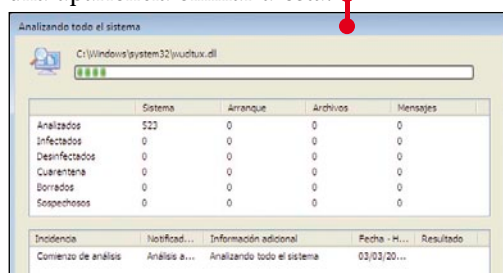 Analizando todo el sistema
C:\Windows\system32\wucltux.dll
Sistema Arranque Archivos Mensajes
Analizados 523 0 0 0
Infectados 0 0 0 0
Desinfectados 0 0 0 0
Cuarentena 0 0 0 0
Borrados 0 0 0 0
Sospechosos 0 0 0 0
Incidencia Notificad... Información adicional Fecha - H... Resultado
Comienzo de análisis Análisis a... Analizando todo el sistema 03/03/20...